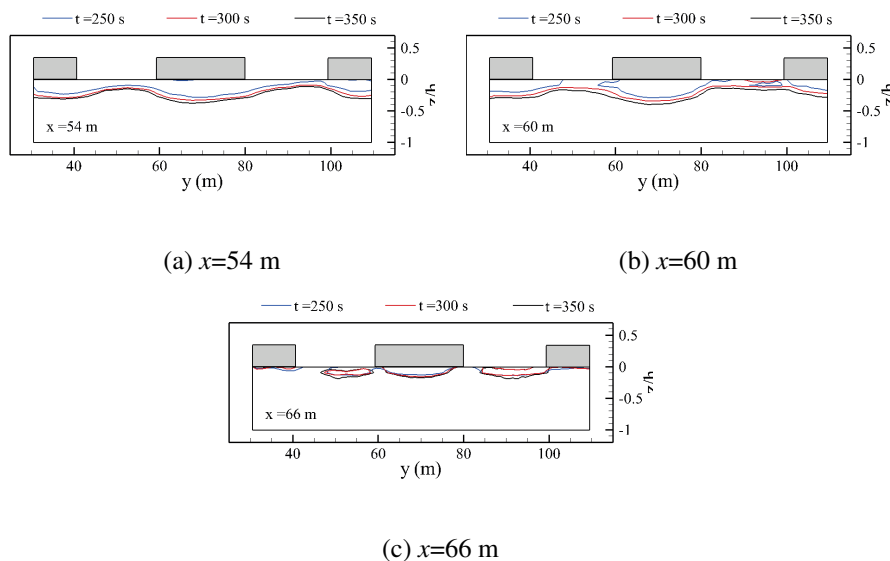 t =250 s t =300 s t =350 s
0.5
0
-0.5
-1
z/h
x =54 m
40 60 80 100
y (m)
t =250 s t =300 s t =350 s
0.5
0
-0.5
-1
z/h
x =60 m
40 60 80 100
y (m)
(a) x=54 m (b) x=60 m
t =250 s t =300 s t =350 s
0.5
0
-0.5
-1
z/h
x =66 m
40 60 80 100
y (m)
(c) x=66 m